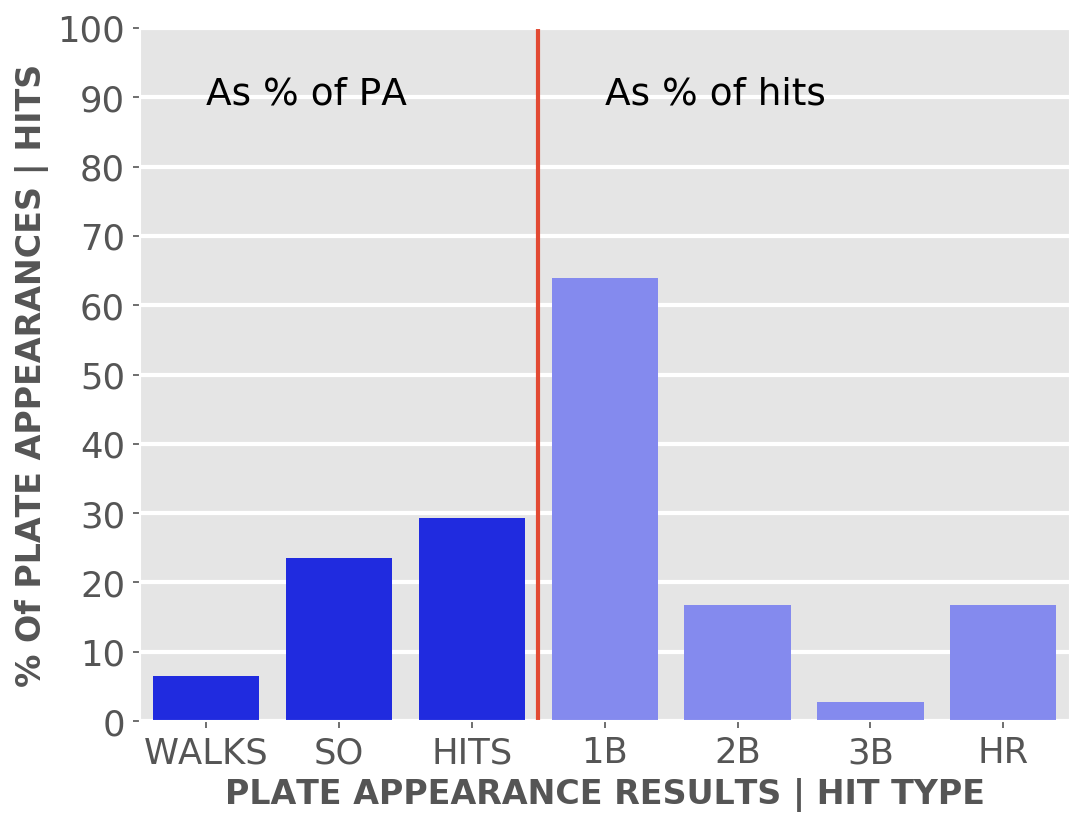 100
90
80
70
60
50
40
30
20
10
0
% Of PLATE APPEARANCES | HITS
As % of PA
As % of hits
WALKS SO HITS 1B 2B 3B HR
PLATE APPEARANCE RESULTS | HIT TYPE